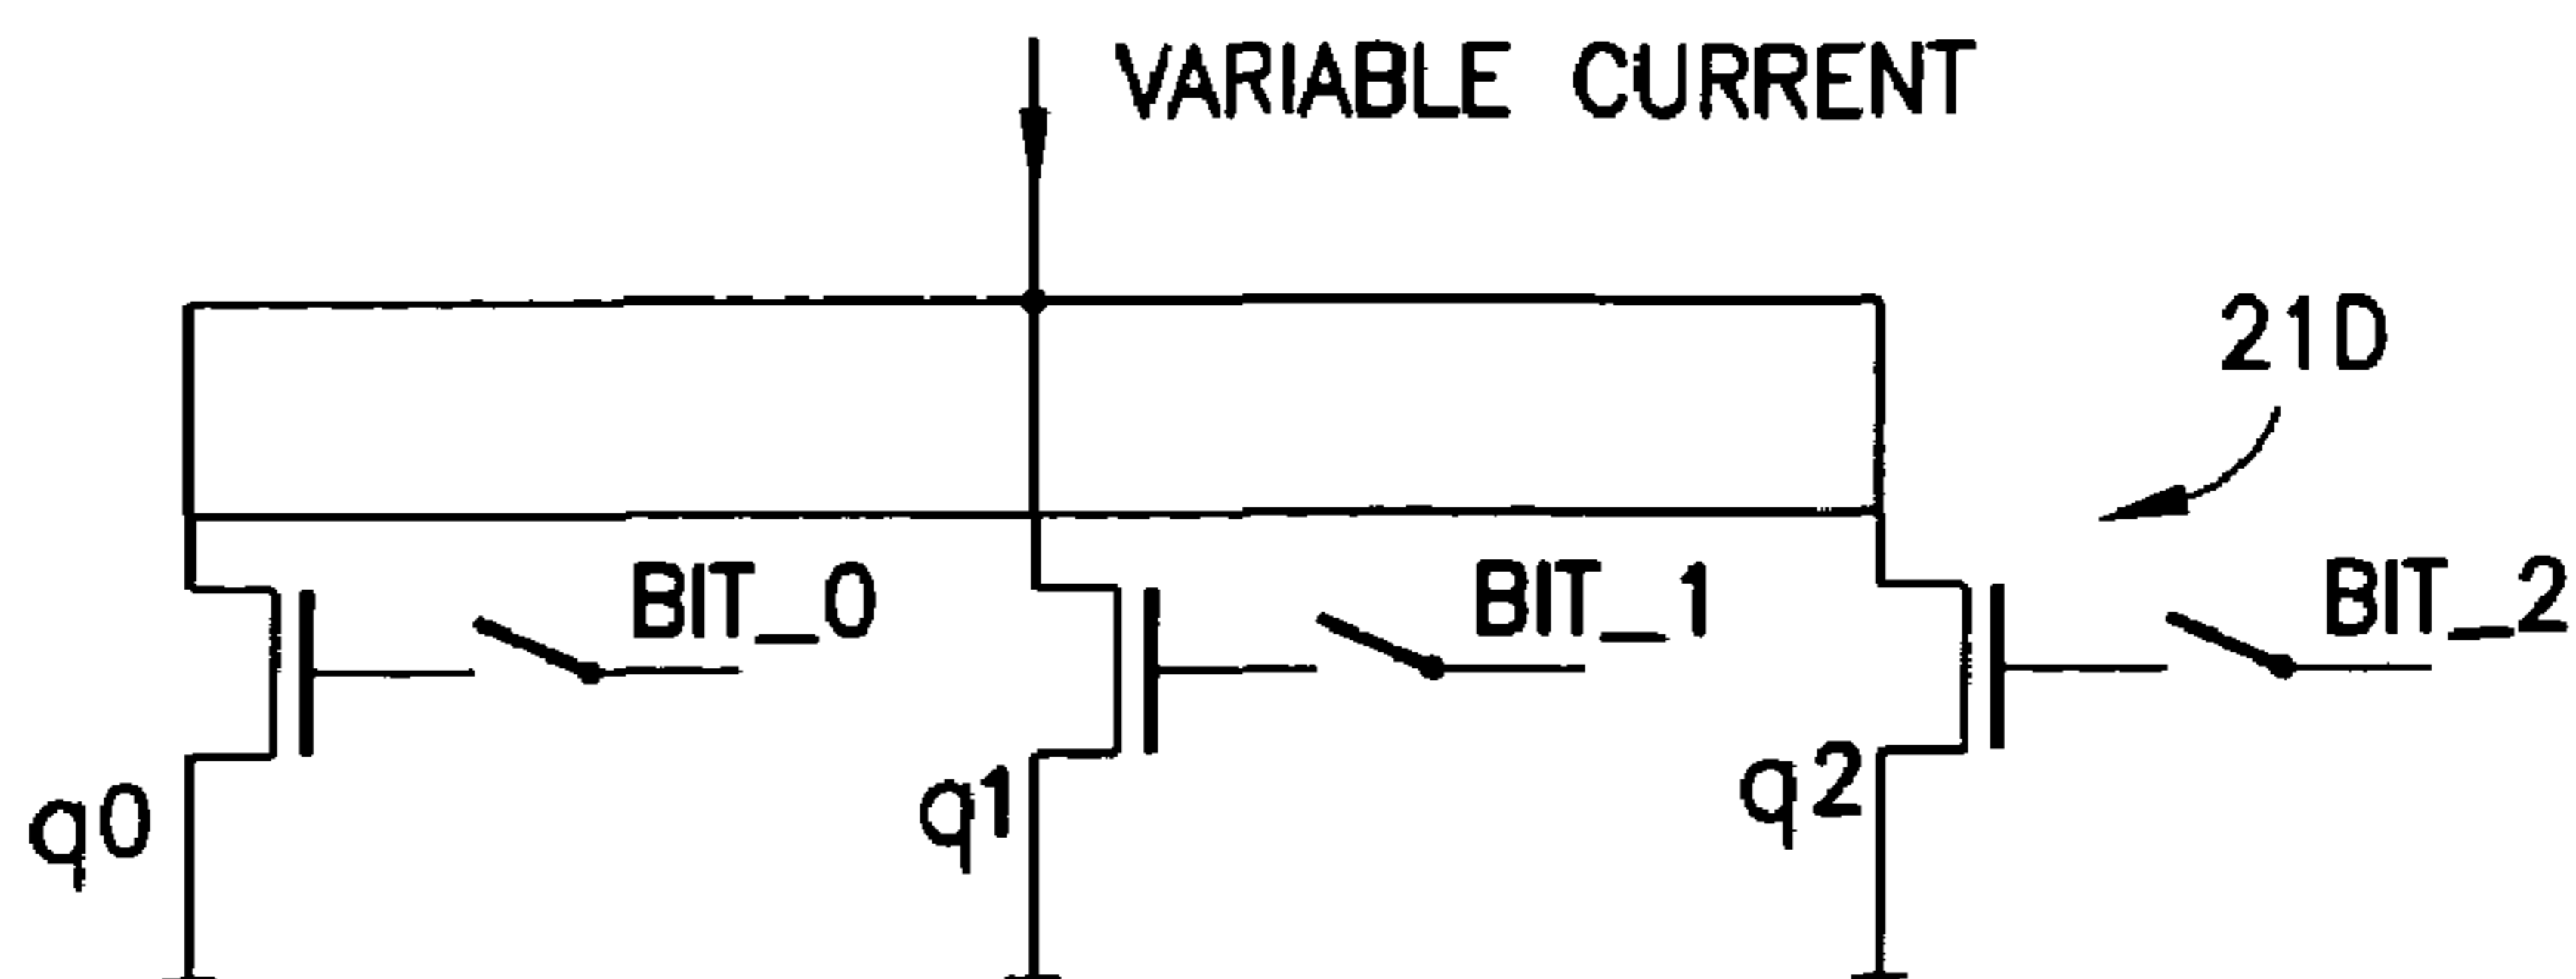 VARIABLE CURRENT
21D
BIT_0
BIT_1
BIT_2
q0
q1
q2